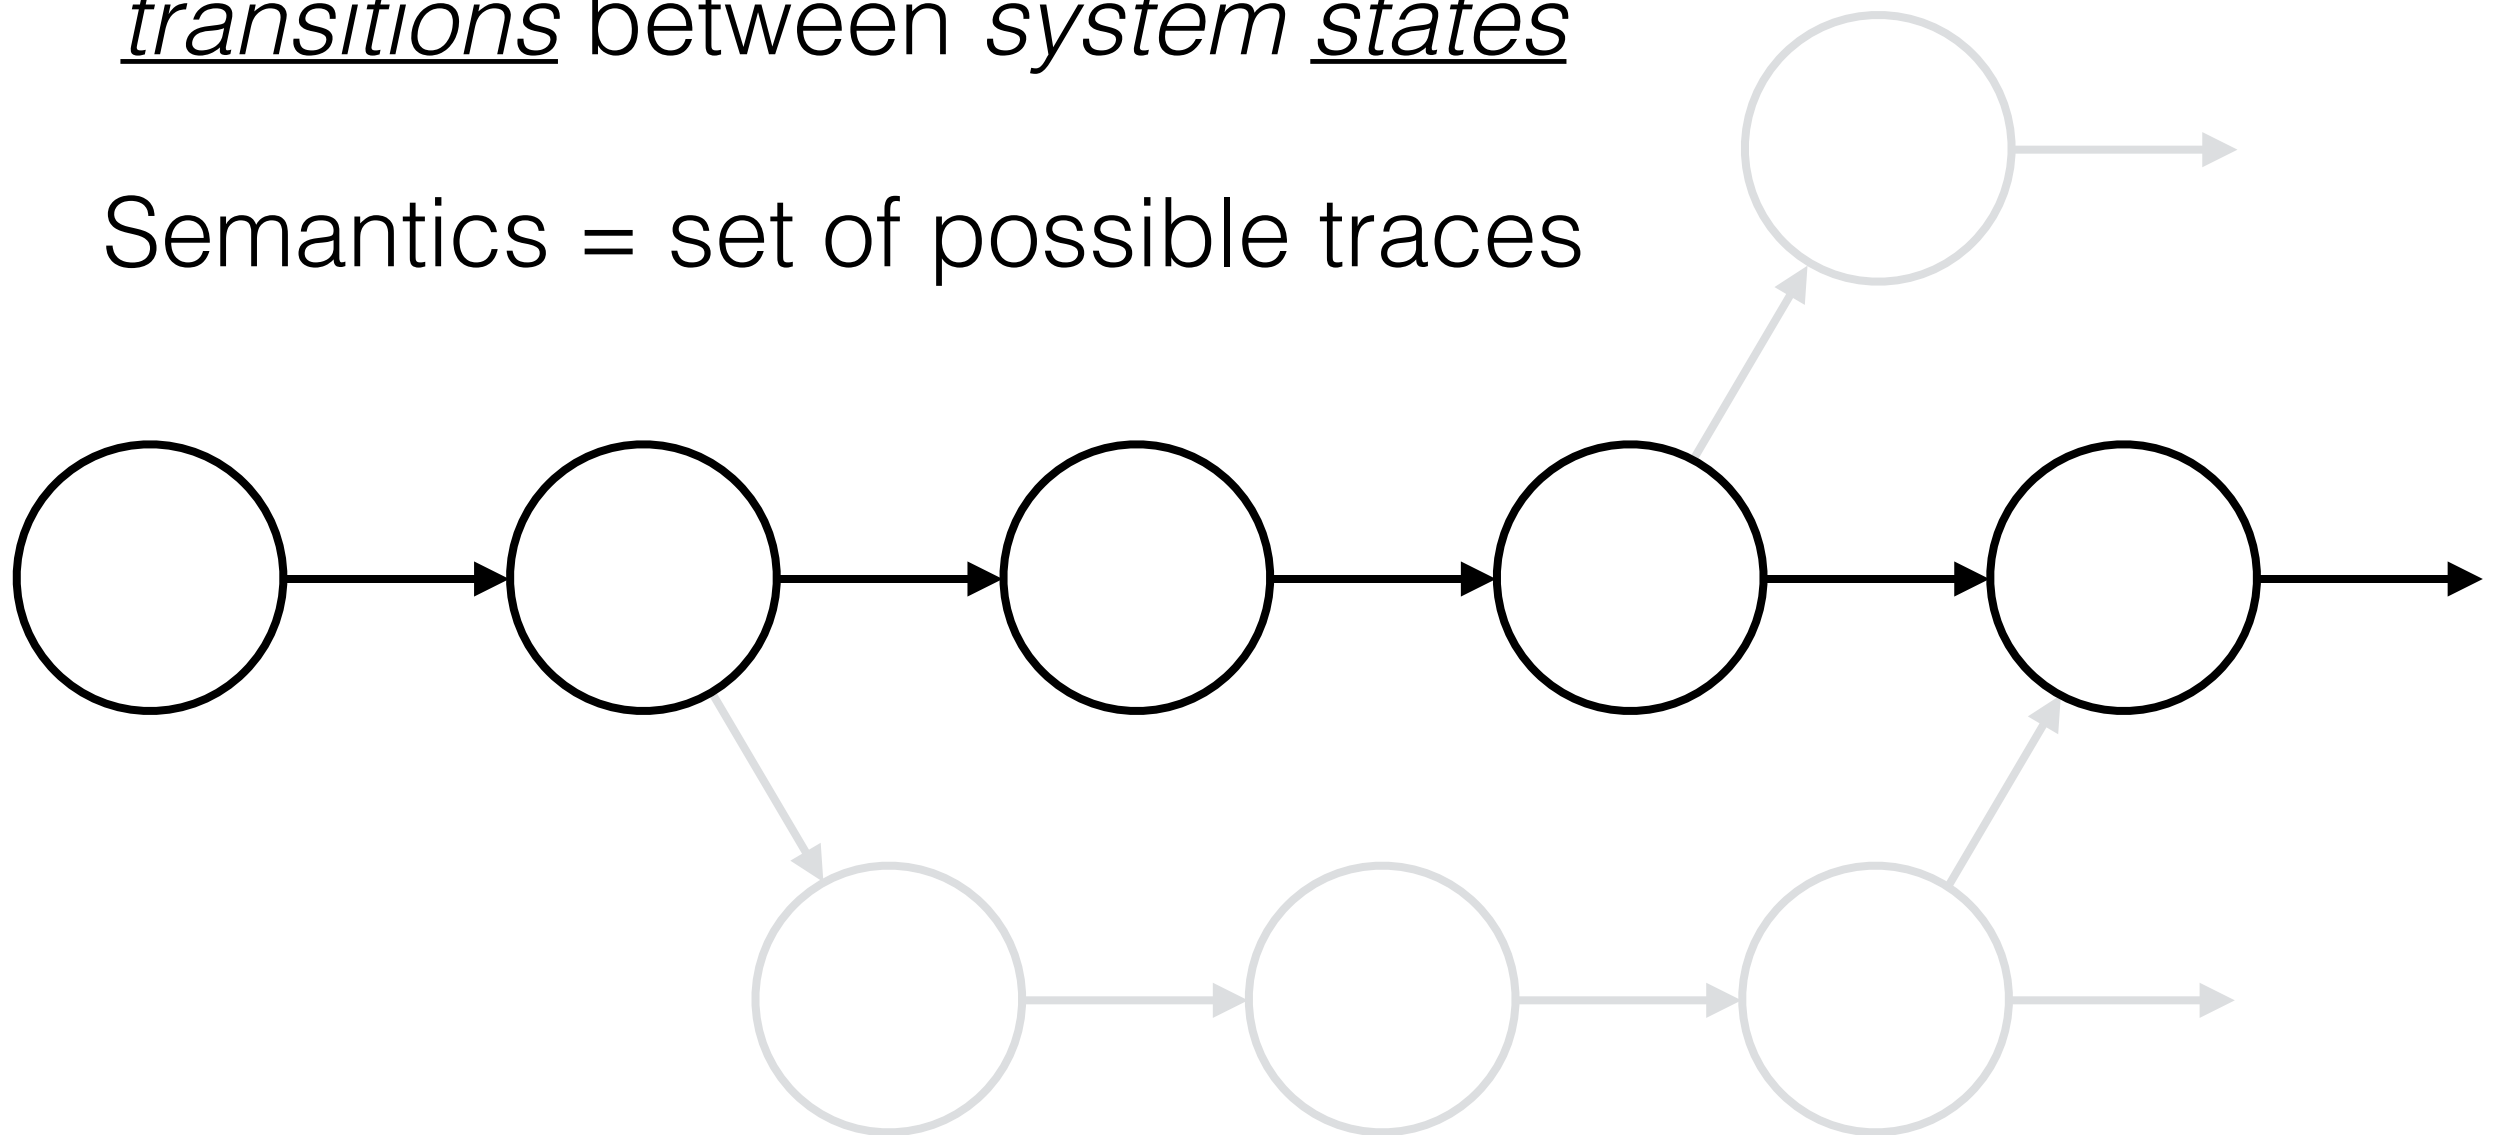 transitions between system states
Semantics = set of possible traces